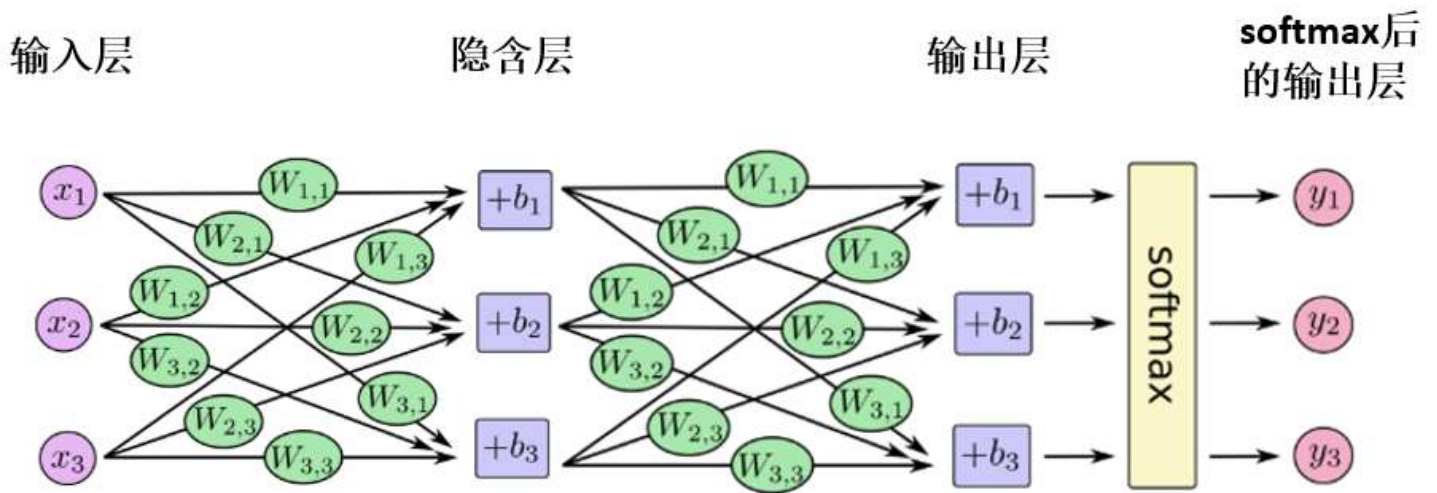 输入层
隐含层
输出层
softmax后
的输出层
x₁
W₁,₁
+b₁
W₁,₁
+b₁
y₁
W₂,₁
W₁,₃
W₂,₁
W₁,₃
W₁,₂
W₁,₂
x₂
W₂,₂
+b₂
W₂,₂
+b₂
softmax
y₂
W₃,₂
W₃,₂
W₃,₁
W₃,₁
W₂,₃
W₂,₃
x₃
W₃,₃
+b₃
W₃,₃
+b₃
y₃